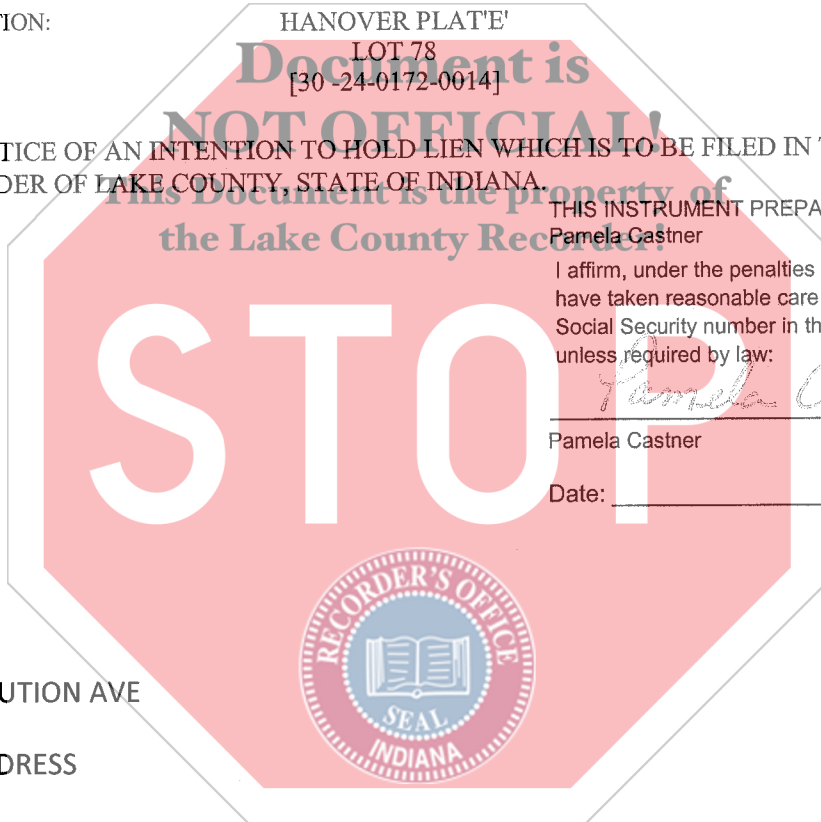 TION:
HANOVER PLAT'E'
LOT 78
[30 -24-0172-0014]
Document is
NOT OFFICIAL!
This Document is the property of
the Lake County Recorder!
TICE OF AN INTENTION TO HOLD LIEN WHICH IS TO BE FILED IN
DER OF LAKE COUNTY, STATE OF INDIANA.
THIS INSTRUMENT PREPA
Pamela Castner
I affirm, under the penalties
have taken reasonable care
Social Security number in th
unless required by law:
Pamela C
Pamela Castner
Date:
STOP
RECORDER'S OFFICE
SEAL
INDIANA
UTION AVE
DRESS